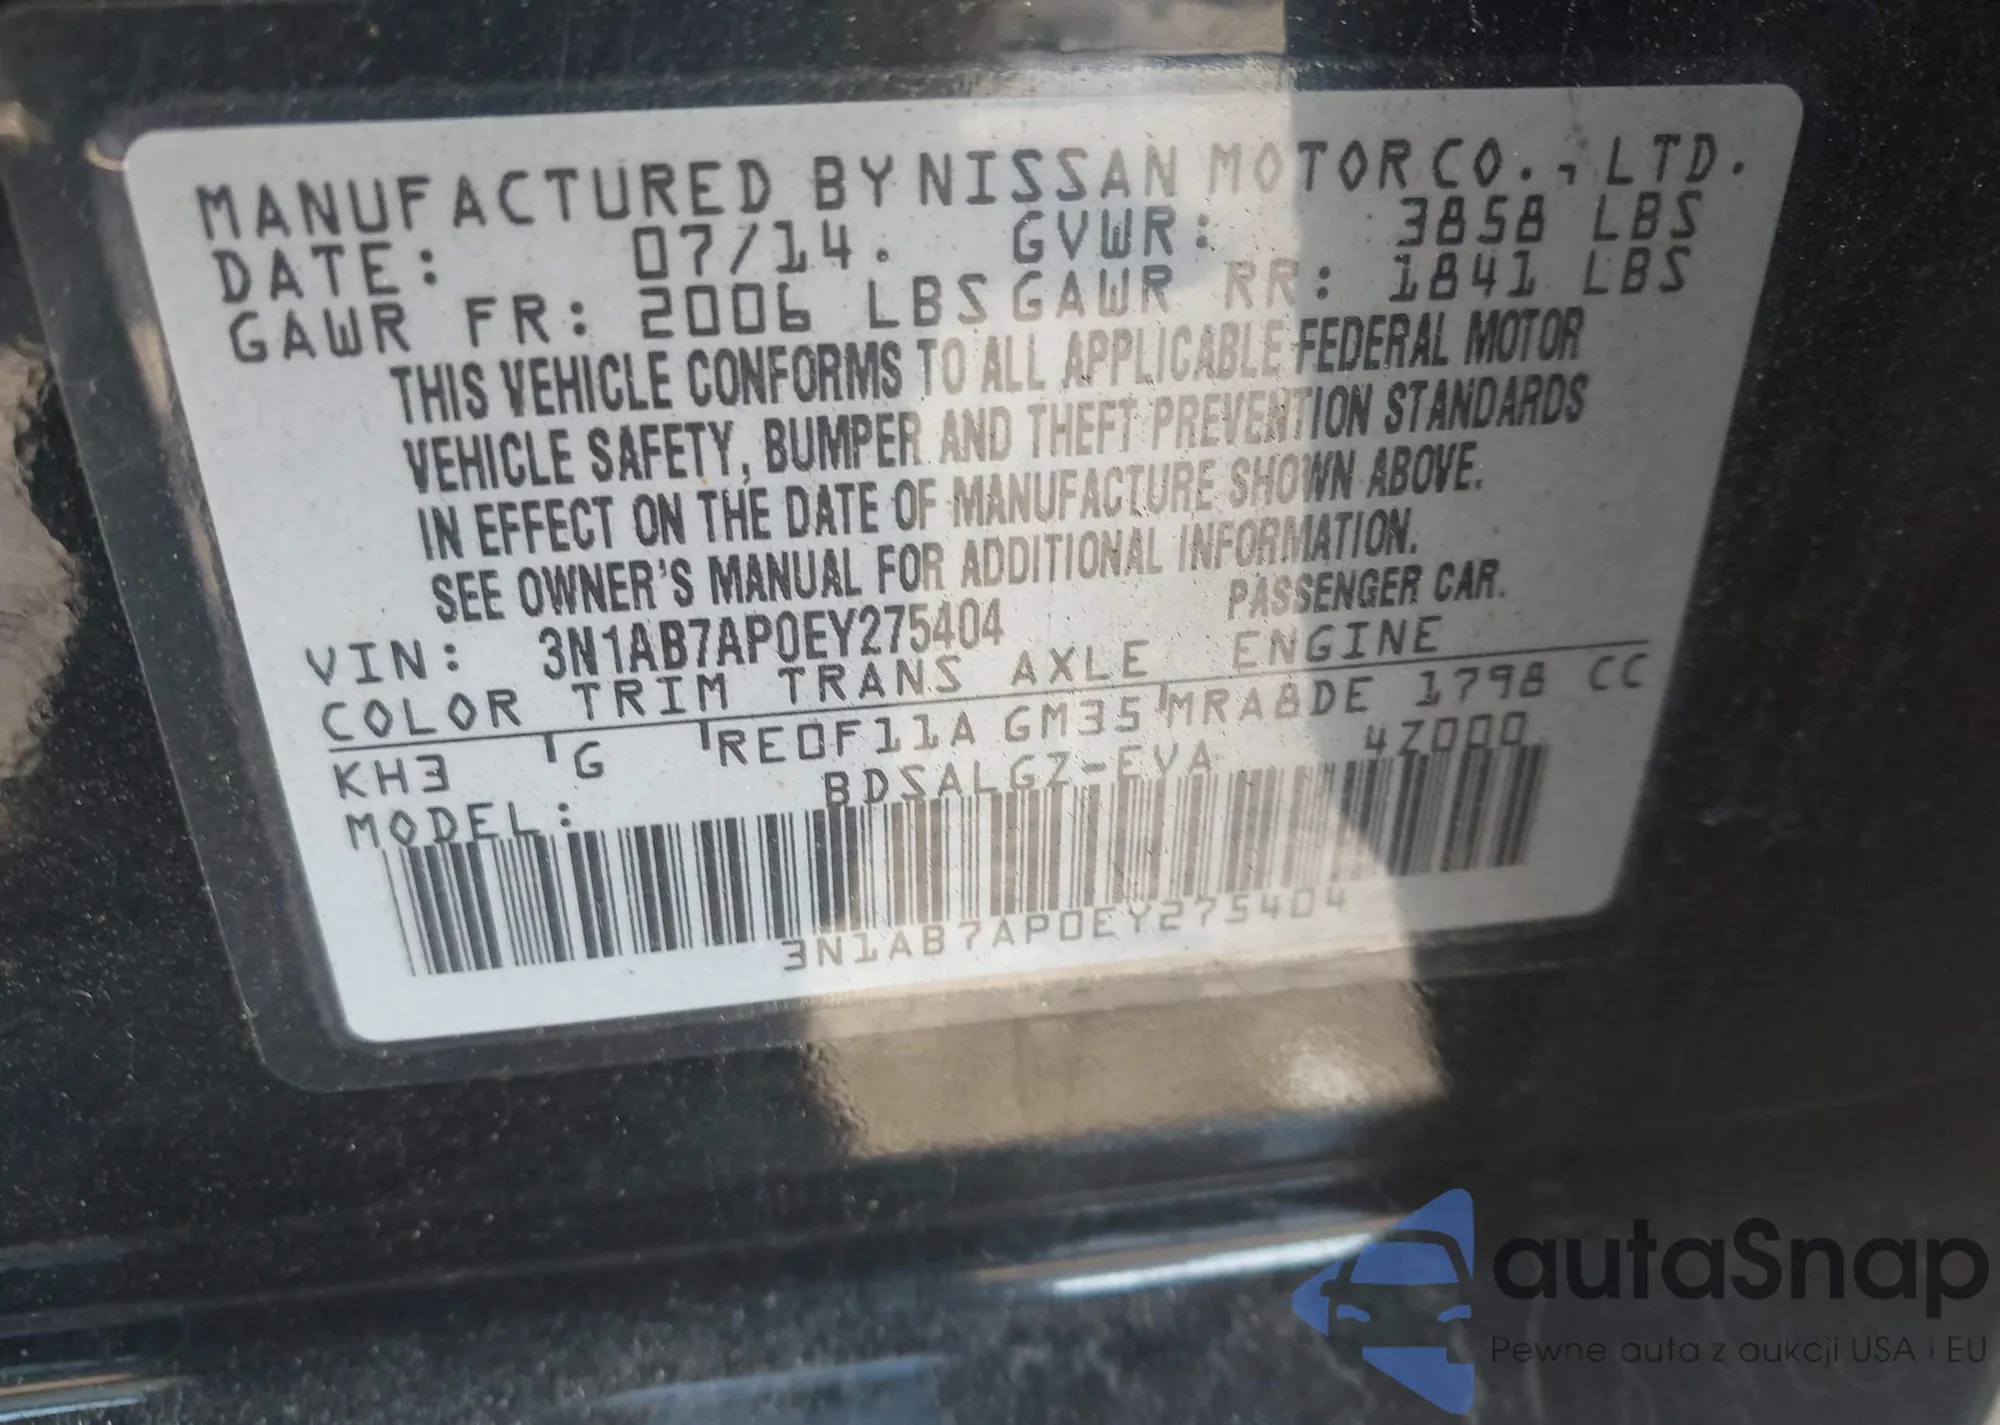 MANUFACTURED BY NISSAN MOTOR CO., LTD.
DATE: 07/14. GVWR: 3858 LBS
GAWR FR: 2006 LBS GAWR RR: 1841 LBS
THIS VEHICLE CONFORMS TO ALL APPLICABLE FEDERAL MOTOR
VEHICLE SAFETY, BUMPER AND THEFT PREVENTION STANDARDS
IN EFFECT ON THE DATE OF MANUFACTURE SHOWN ABOVE.
SEE OWNER'S MANUAL FOR ADDITIONAL INFORMATION.
VIN: 3N1AB7AP0EY275404 PASSENGER CAR.
COLOR TRIM TRANS AXLE ENGINE
KH3 G RE0F11A GM35 MRA8DE 1798 CC
MODEL: BDSALGZ-EVA 4Z000
3N1AB7AP0EY275404
autaSnap
Pewne auta z aukcji USA i EU